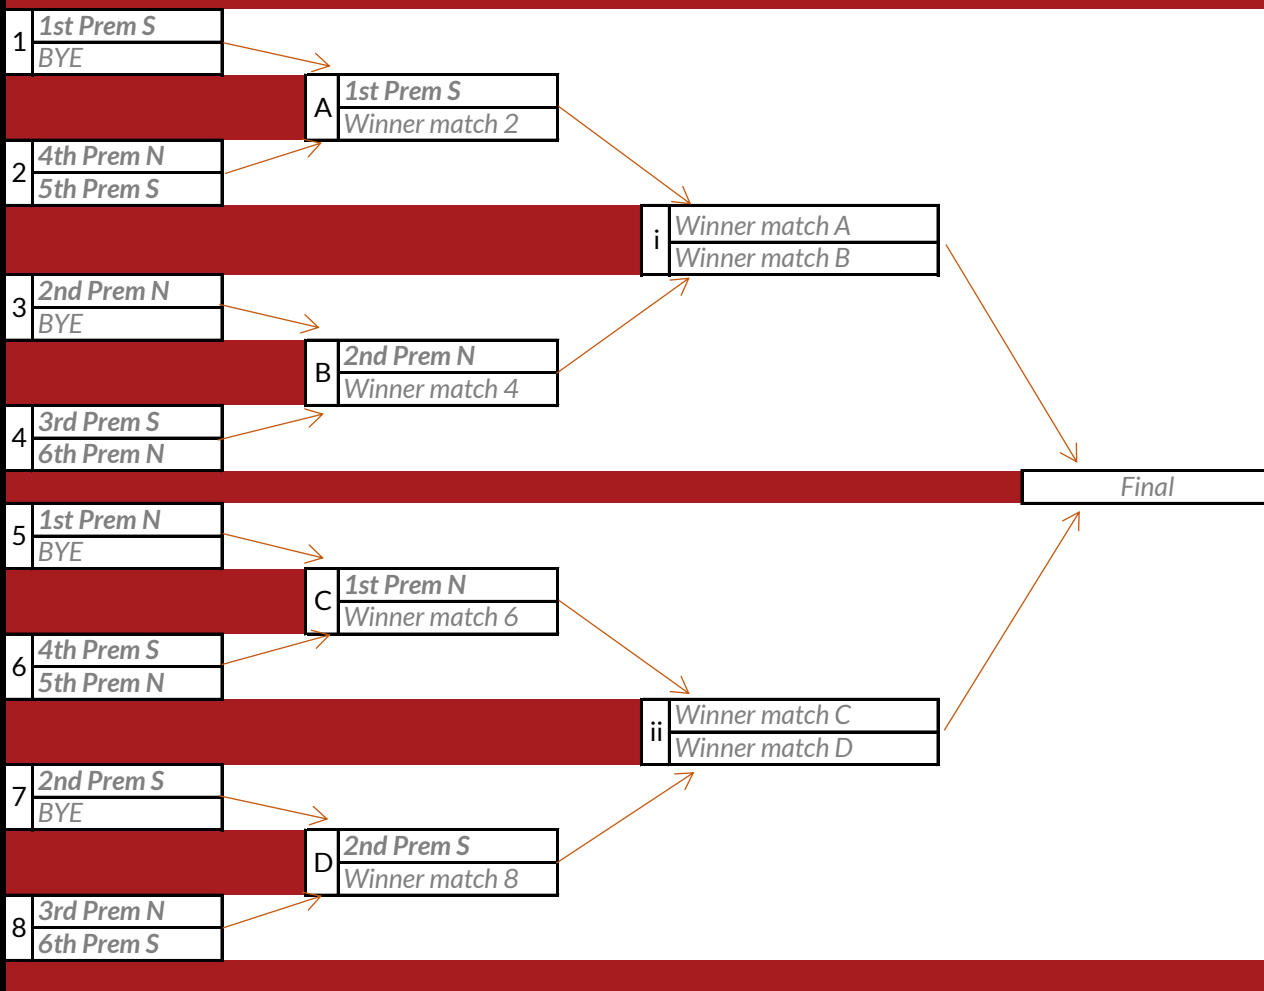 1
1st Prem S
BYE
A
1st Prem S
Winner match 2
2
4th Prem N
5th Prem S
i
Winner match A
Winner match B
3
2nd Prem N
BYE
B
2nd Prem N
Winner match 4
4
3rd Prem S
6th Prem N
Final
5
1st Prem N
BYE
C
1st Prem N
Winner match 6
6
4th Prem S
5th Prem N
ii
Winner match C
Winner match D
7
2nd Prem S
BYE
D
2nd Prem S
Winner match 8
8
3rd Prem N
6th Prem S